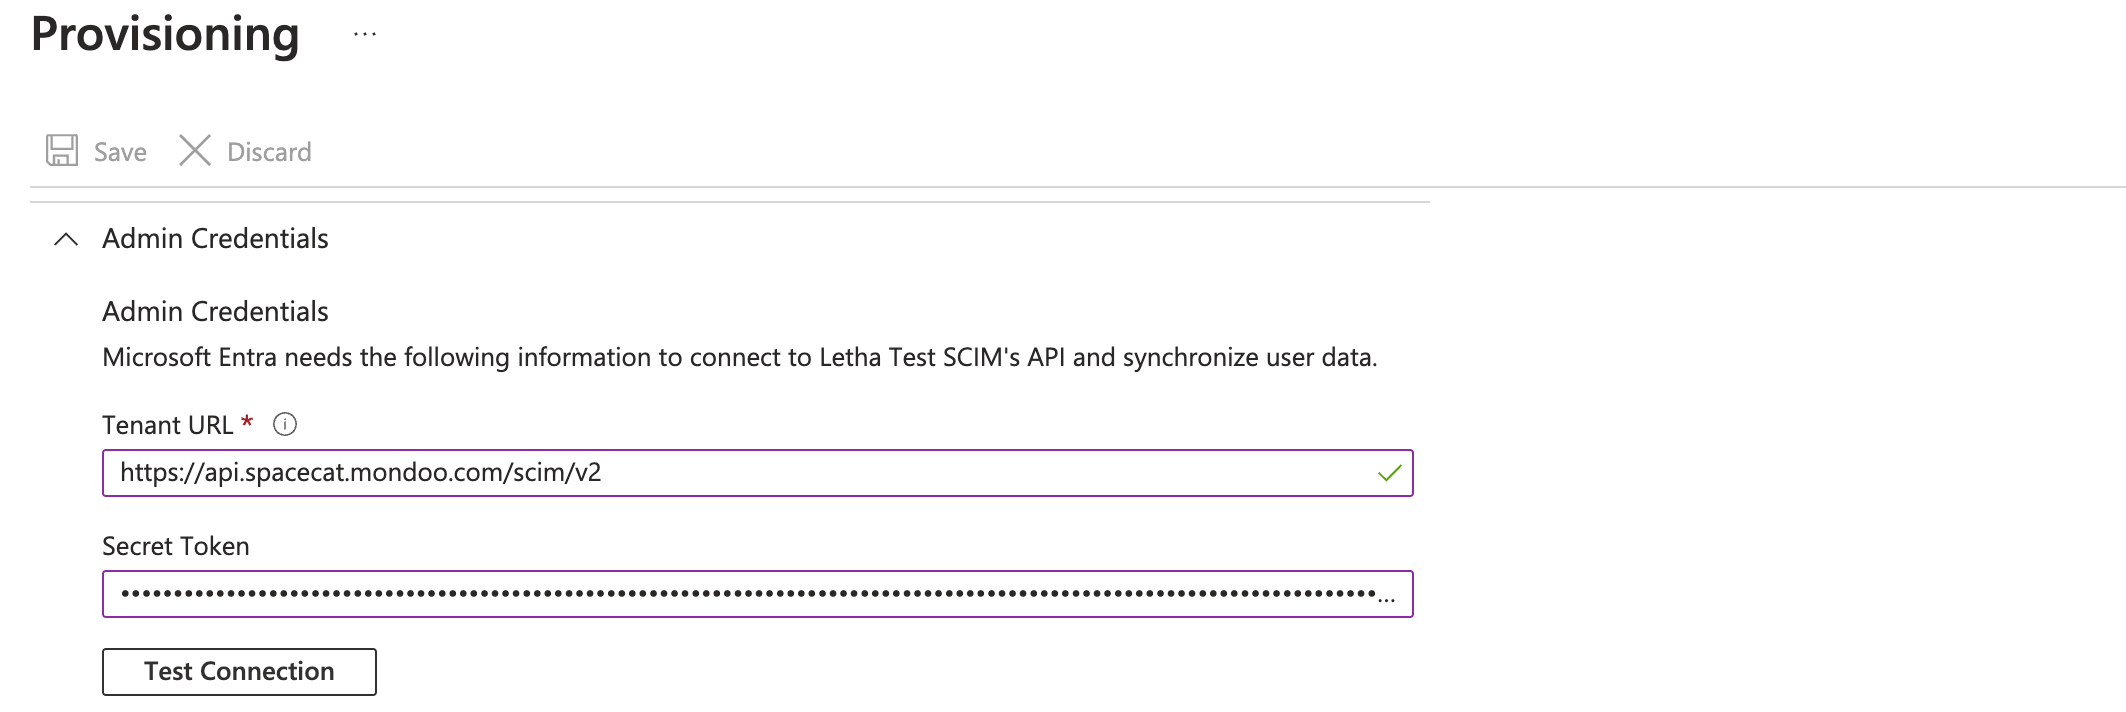 Provisioning ...
Save Discard
Admin Credentials
Admin Credentials
Microsoft Entra needs the following information to connect to Letha Test SCIM's API and synchronize user data.
Tenant URL *
https://api.spacecat.mondoo.com/scim/v2
Secret Token
Test Connection